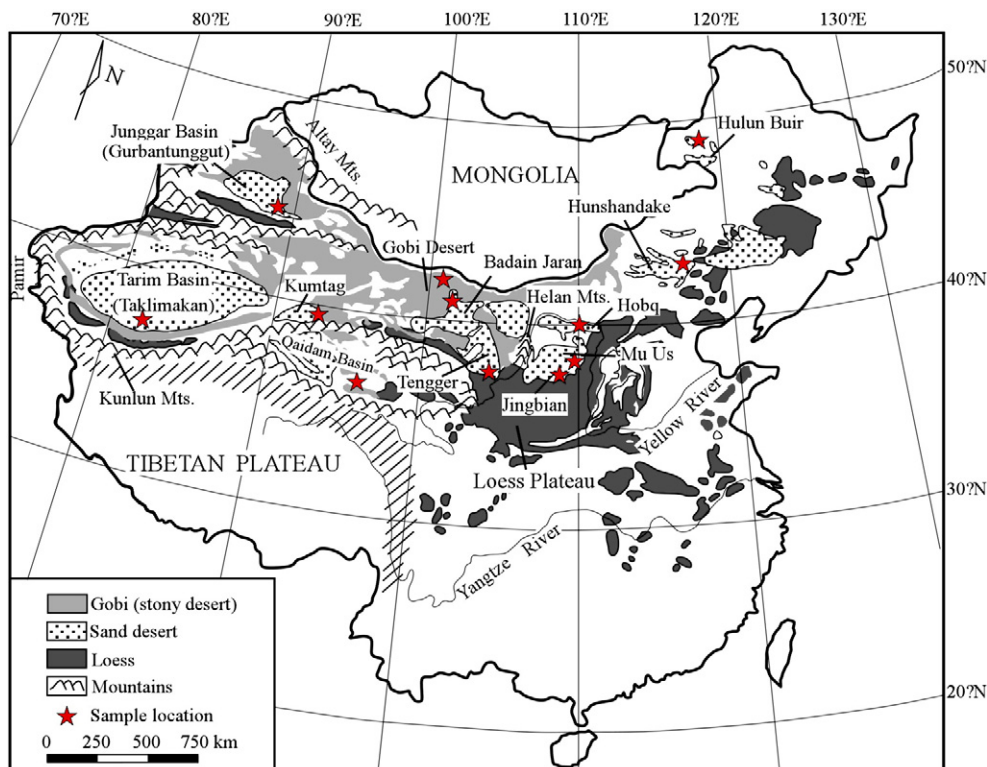 70?E
80?E
90?E
100?E
110?E
120?E
130?E
50?N
N
Junggar Basin
(Gurbantunggut)
Altay Mts.
MONGOLIA
Hulun Buir
Hunshandake
Gobi Desert
Badain Jaran
40?N
Pamir
Tarim Basin
(Taklimakan)
Kumtag
Helan Mts.
Hobq
Qaidam Basin
Mu Us
Tengger
Jingbian
Kunlun Mts.
Yellow River
TIBETAN PLATEAU
Loess Plateau
30?N
Yangtze River
Gobi (stony desert)
Sand desert
Loess
Mountains
Sample location
20?N
0 250 500 750 km